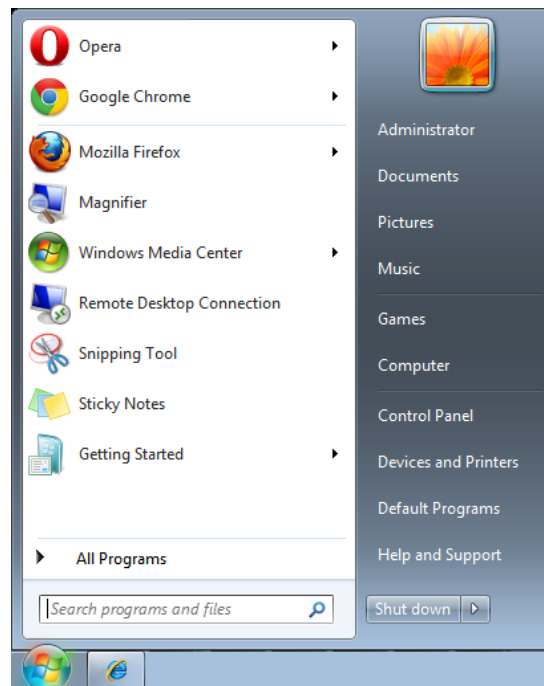 Opera
Google Chrome
Mozilla Firefox
Magnifier
Windows Media Center
Remote Desktop Connection
Snipping Tool
Sticky Notes
Getting Started
All Programs
Search programs and files
Administrator
Documents
Pictures
Music
Games
Computer
Control Panel
Devices and Printers
Default Programs
Help and Support
Shut down